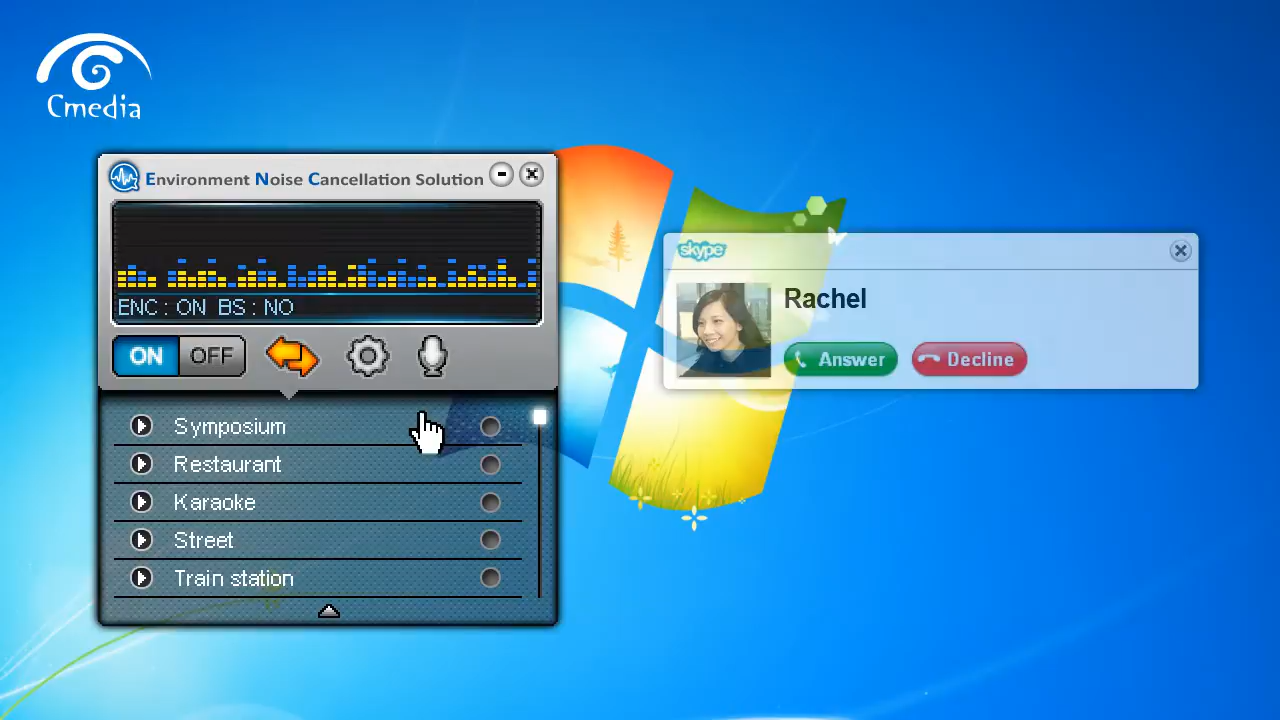 Cmedia
Environment Noise Cancellation Solution
ENC : ON BS : NO
ON OFF
Symposium
Restaurant
Karaoke
Street
Train station
skype
Rachel
Answer Decline